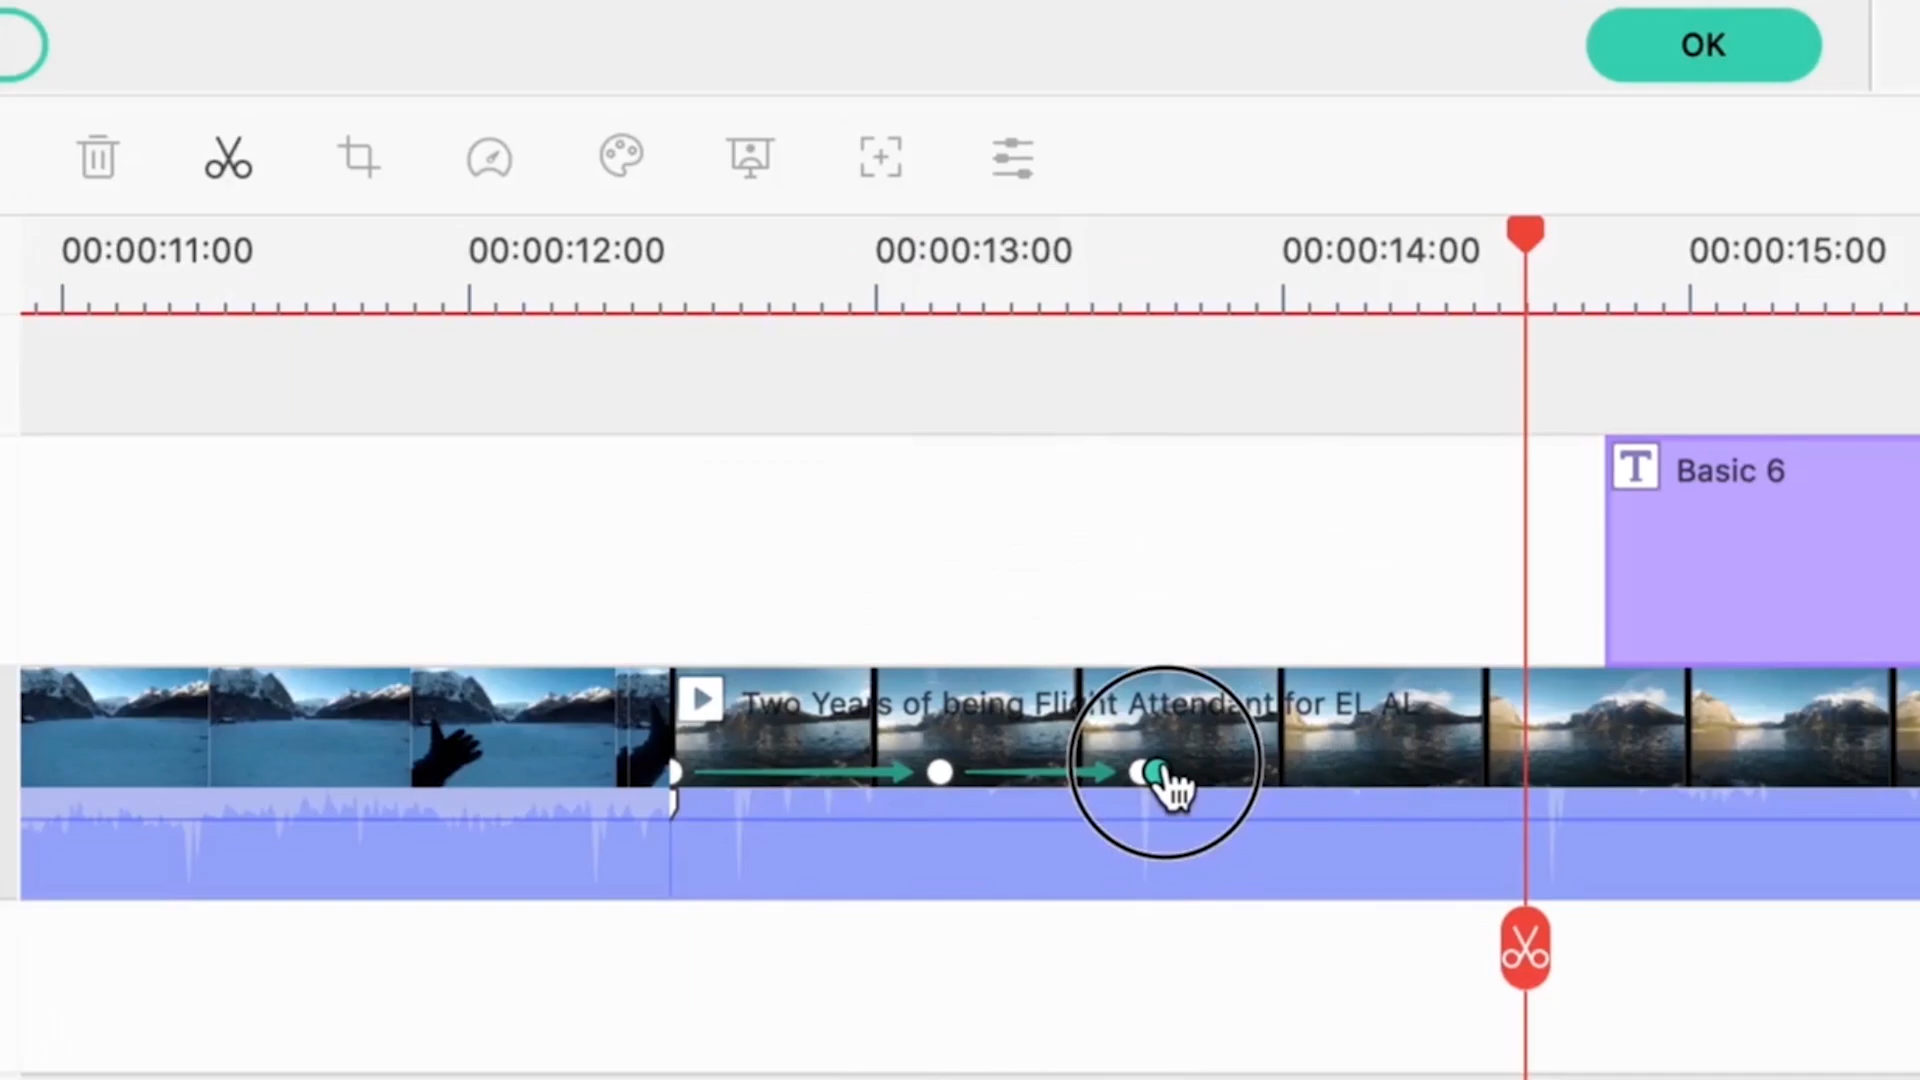 OK
00:00:11:00 00:00:12:00 00:00:13:00 00:00:14:00 00:00:15:00
T Basic 6
Two Years of being Flight Attendant for EL AL